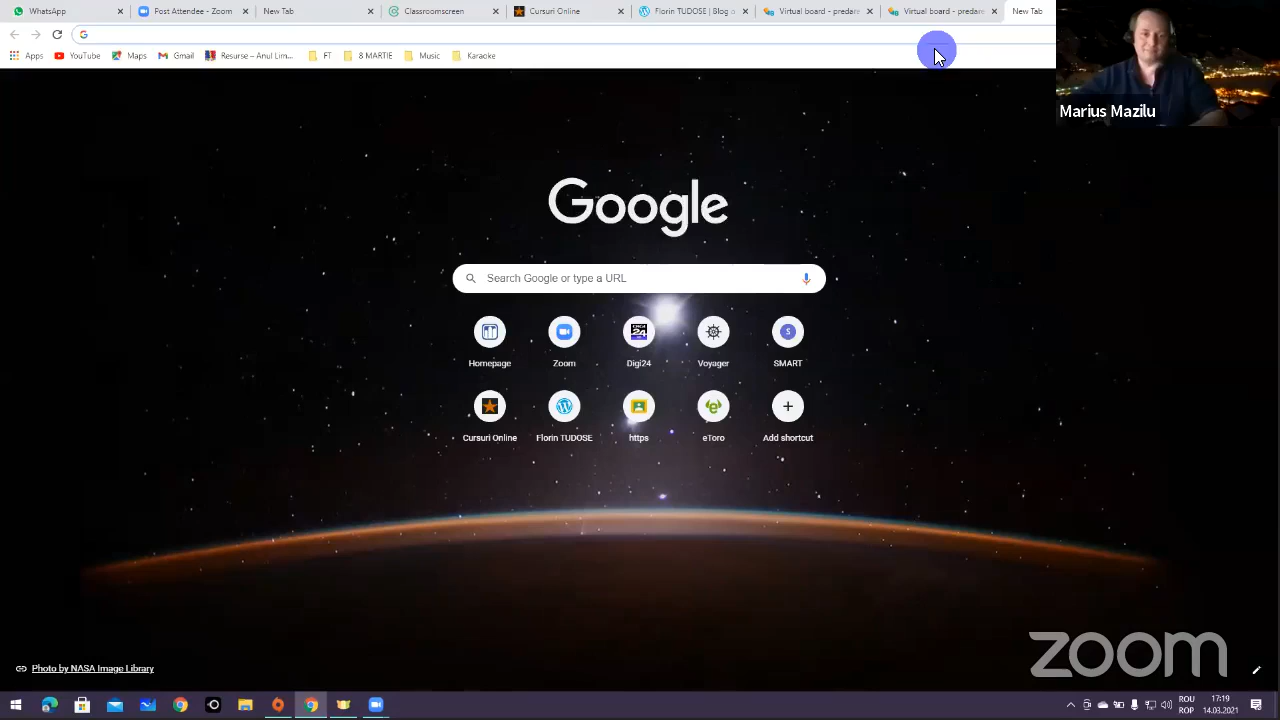 WhatsApp Post Attendee - Zoom New Tab Classroomscreen Cursuri Online Florin TUDOSE | Blog o Virtual board - predare Virtual board - predare New Tab
Apps YouTube Maps Gmail Resurse – Anul Lim... FT 8 MARTIE Music Karaoke
Marius Mazilu
Google
Search Google or type a URL
Homepage Zoom Digi24 Voyager SMART
Cursuri Online Florin TUDOSE https eToro Add shortcut
zoom
Photo by NASA Image Library
ROU 17:19
ROP 14.03.2021